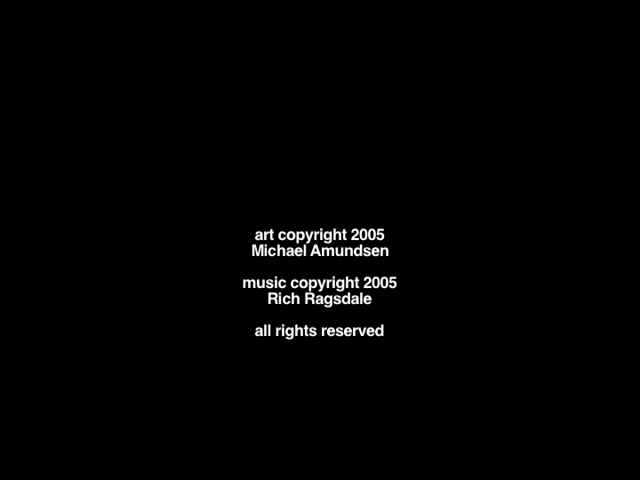 art copyright 2005
Michael Amundsen
music copyright 2005
Rich Ragsdale
all rights reserved